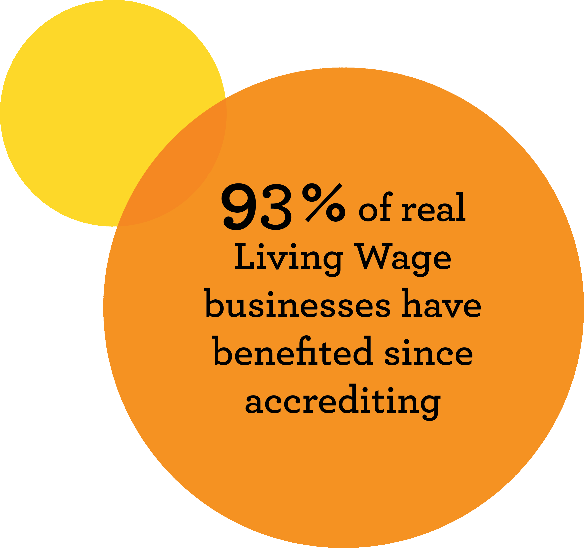 93% of real
Living Wage
businesses have
benefited since
accrediting